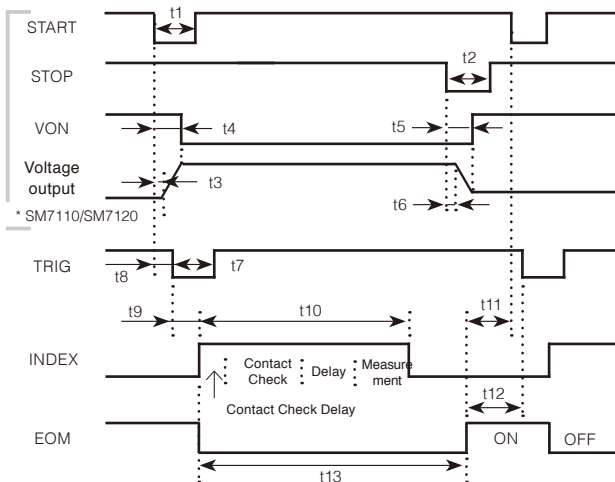 t1
START
t2
STOP
VON
t4
t5
Voltage
output
t3
t6
* SM7110/SM7120
TRIG
t8
t7
t9
t10
t11
INDEX
Contact
Check
Delay
Measure
ment
t12
Contact Check Delay
EOM
ON
OFF
t13